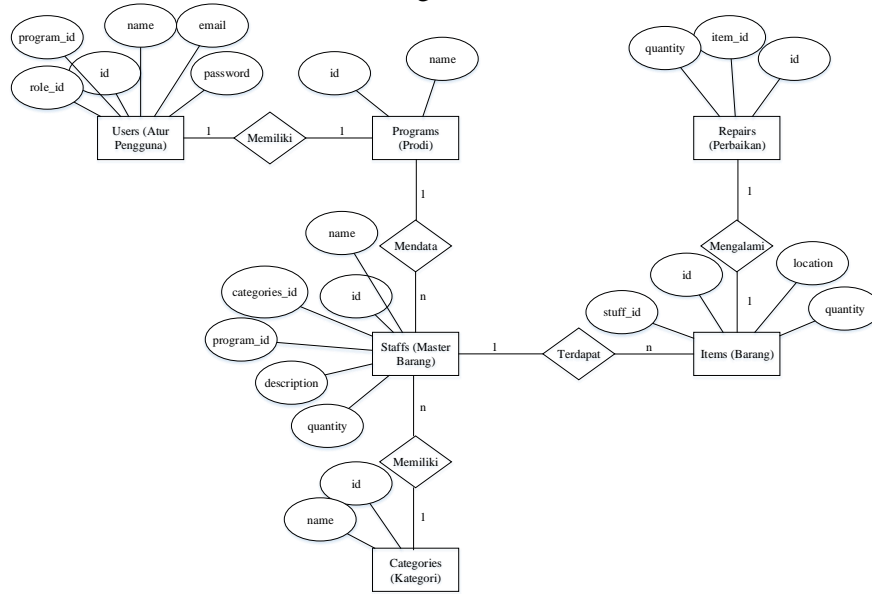 name
email
program_id
id
password
role_id
id
name
quantity
item_id
id
Users (Atur
Pengguna)
1
Memiliki
1
Programs
(Prodi)
Repairs
(Perbaikan)
1
1
Mendata
n
Mengalami
1
name
categories_id
id
program_id
description
quantity
location
id
quantity
stuff_id
Staffs (Master
Barang)
1
Terdapat
n
Items (Barang)
n
Memiliki
1
id
name
Categories
(Kategori)